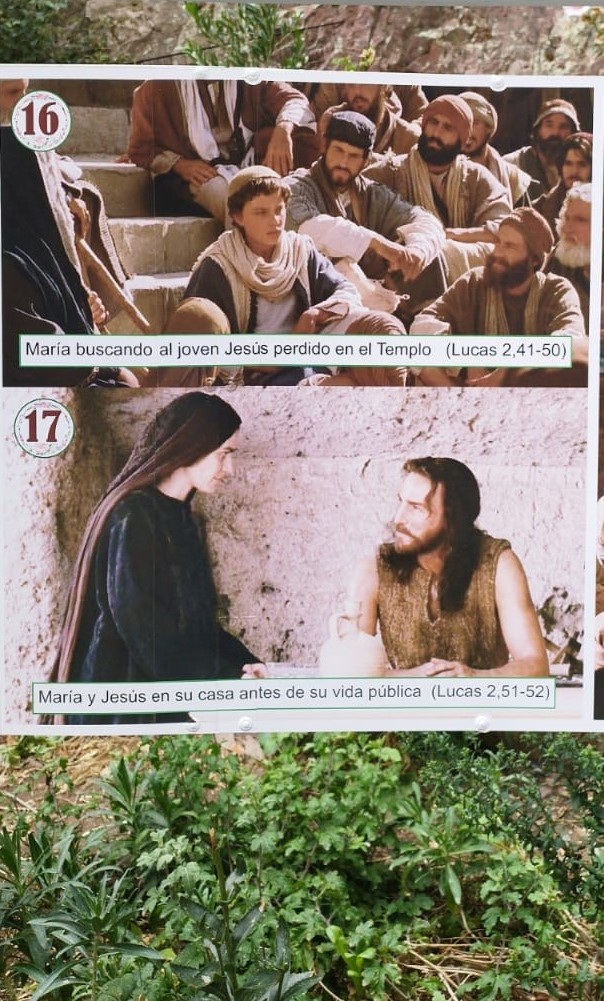 16
María buscando al joven Jesús perdido en el Templo (Lucas 2,41-50)
17
María y Jesús en su casa antes de su vida pública (Lucas 2,51-52)